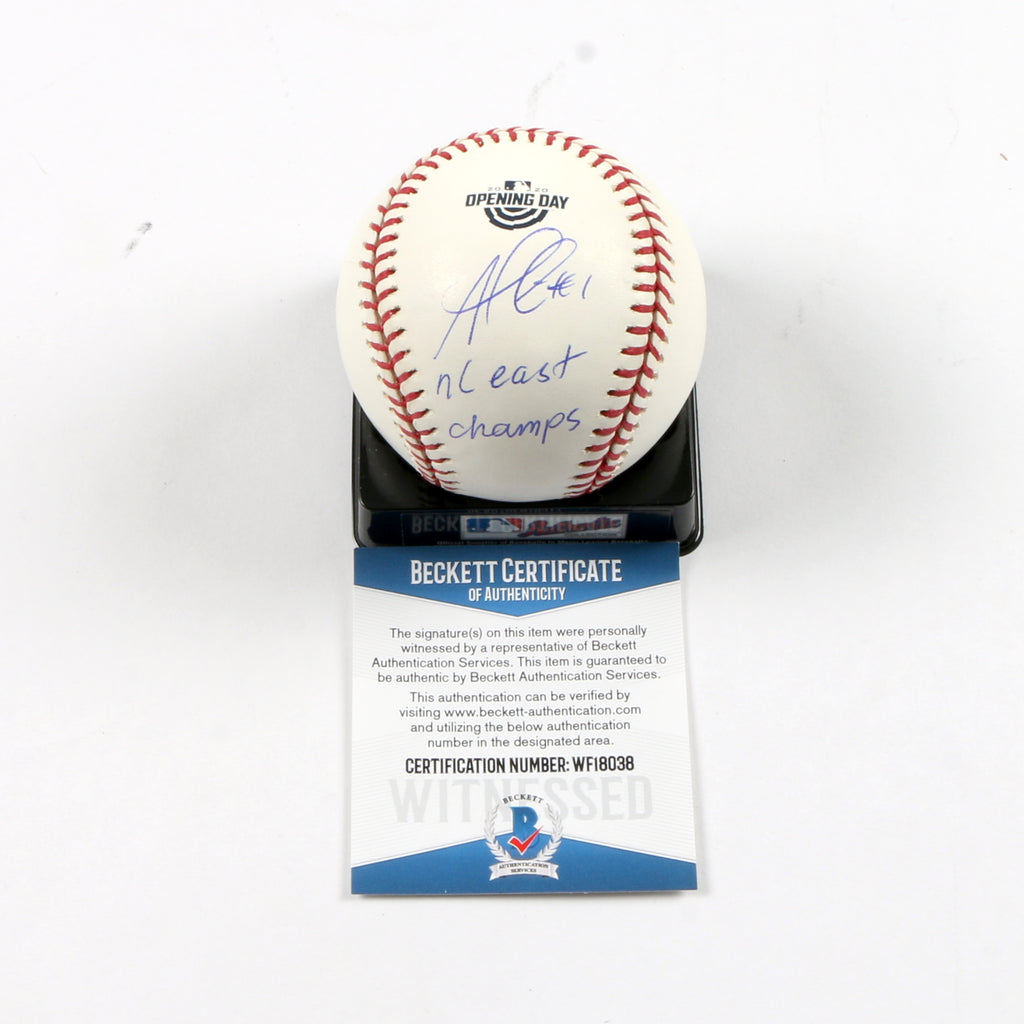 20 20
OPENING DAY
#1
nL east
champs
BECKETT CERTIFICATE
OF AUTHENTICITY
The signature(s) on this item were personally
witnessed by a representative of Beckett
Authentication Services. This item is guaranteed to
be authentic by Beckett Authentication Services.
This authentication can be verified by
visiting www.beckett-authentication.com
and utilizing the below authentication
number in the designated area.
CERTIFICATION NUMBER: WF18038
WITNESSED
BECKETT
B
AUTHENTICATION
SERVICES